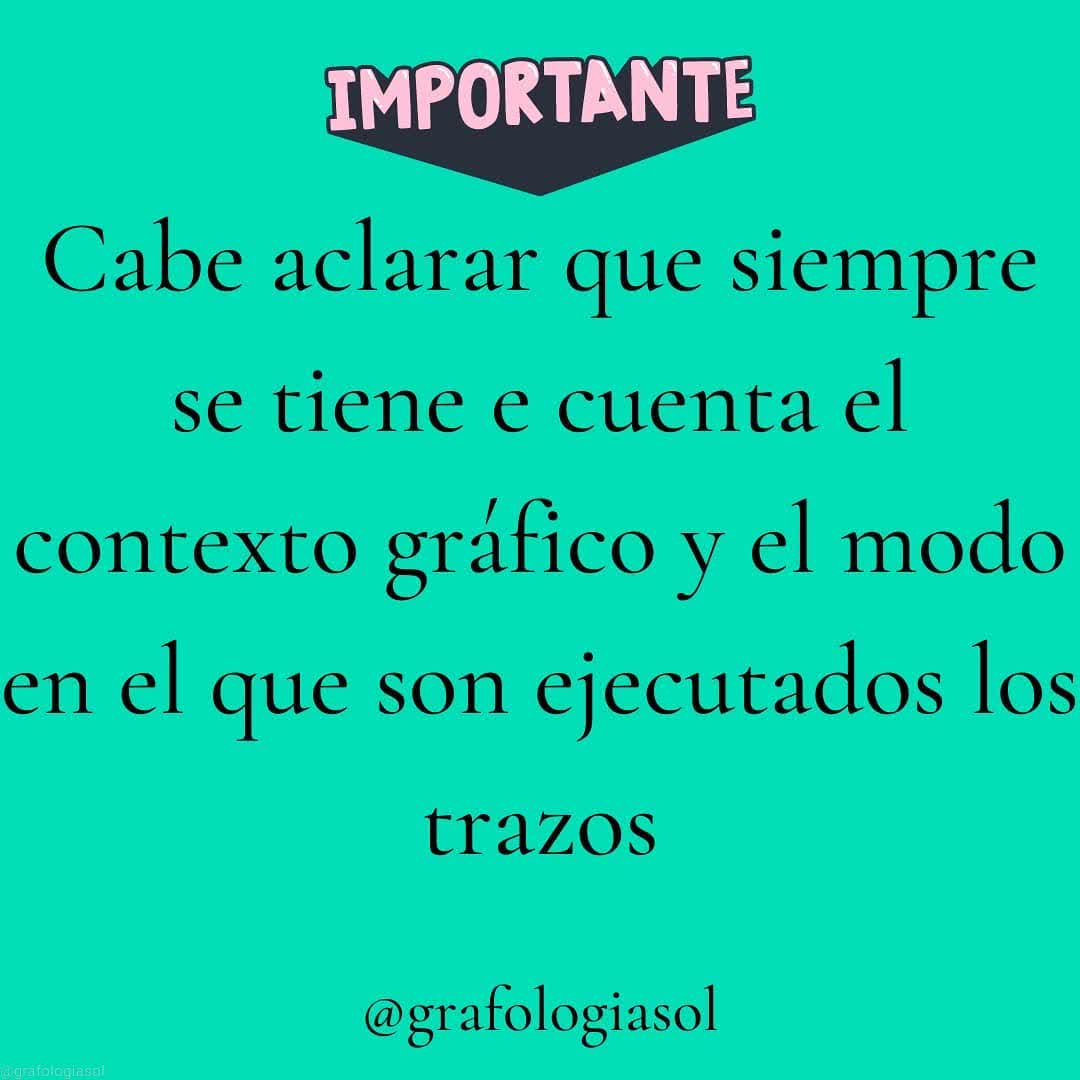 IMPORTANTE
Cabe aclarar que siempre
se tiene e cuenta el
contexto gráfico y el modo
en el que son ejecutados los
trazos
@grafologiasol
@grafologiasol